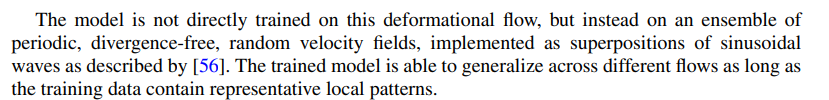 The model is not directly trained on this deformational flow, but instead on an ensemble of
periodic, divergence-free, random velocity fields, implemented as superpositions of sinusoidal
waves as described by [56]. The trained model is able to generalize across different flows as long as
the training data contain representative local patterns.